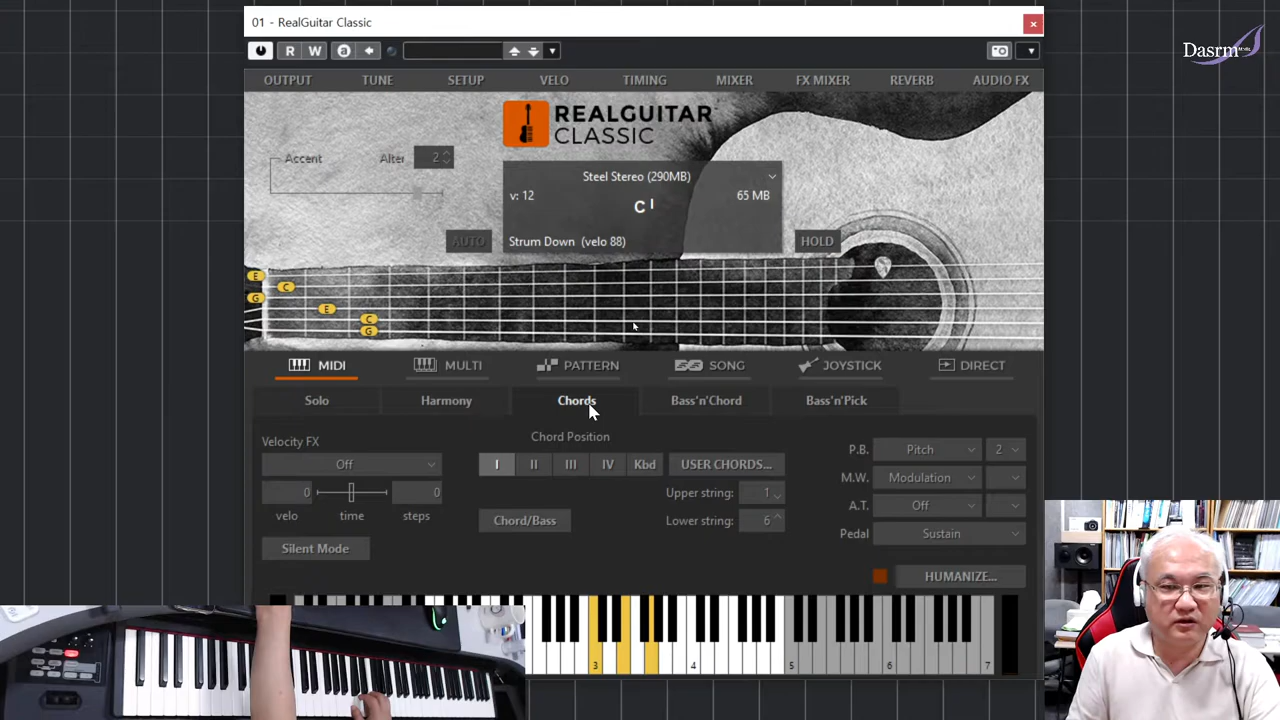 01 - RealGuitar Classic
R W a
OUTPUT TUNE SETUP VELO TIMING MIXER FX MIXER REVERB AUDIO FX
Dasrm
REALGUITAR
CLASSIC
Accent Alter 2
Steel Stereo (290MB)
v: 12 65 MB
C I
AUTO Strum Down (velo 88) HOLD
E
C
G
E
C
G
MIDI MULTI PATTERN SONG JOYSTICK DIRECT
Solo Harmony Chords Bass'n'Chord Bass'n'Pick
Velocity FX
Off
0 0
velo time steps
Silent Mode
Chord Position
I II III IV Kbd USER CHORDS...
Upper string: 1
Chord/Bass Lower string: 6
P.B. Pitch 2
M.W. Modulation
A.T. Off
Pedal Sustain
HUMANIZE...
3 4 5 6 7